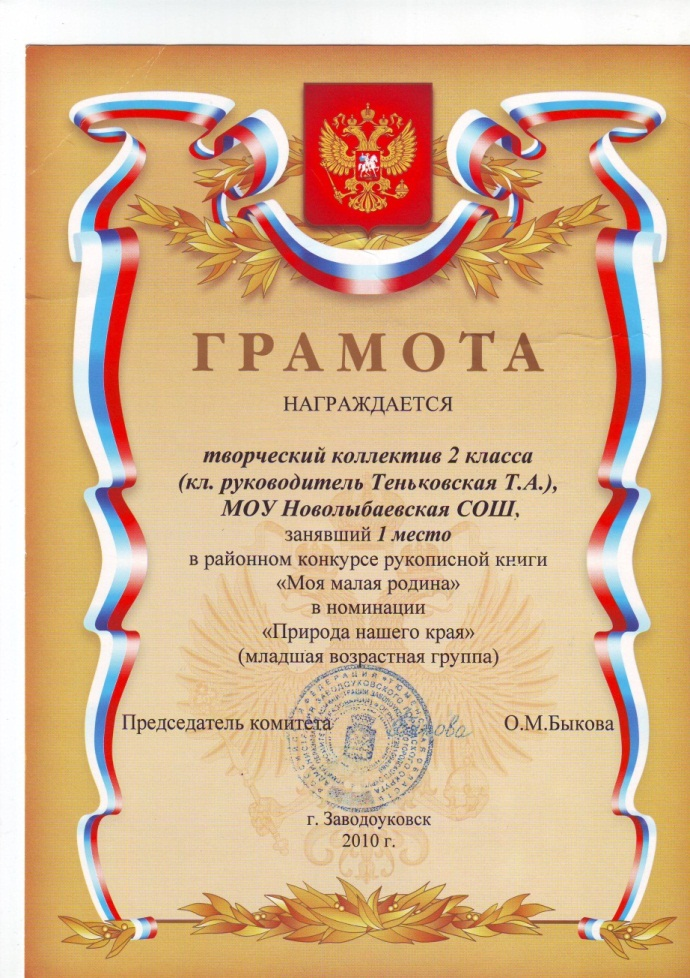 ГРАМОТА
НАГРАЖДАЕТСЯ
творческий коллектив 2 класса
(кл. руководитель Теньковская Т.А.),
МОУ Новолыбаевская СОШ,
занявший 1 место
в районном конкурсе рукописной книги
«Моя малая родина»
в номинации
«Природа нашего края»
(младшая возрастная группа)
Председатель комитета О.М.Быкова
г. Заводоуковск
2010 г.